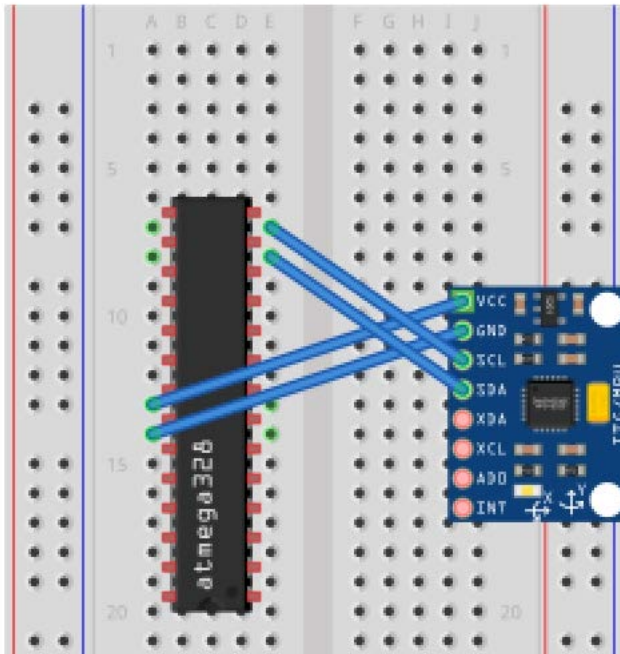 A B C D E F G H I J
1 1
5 5
10
15
20 20
atmega328
VCC
GND
SCL
SDA
XDA
XCL
ADO
INT
X
Y